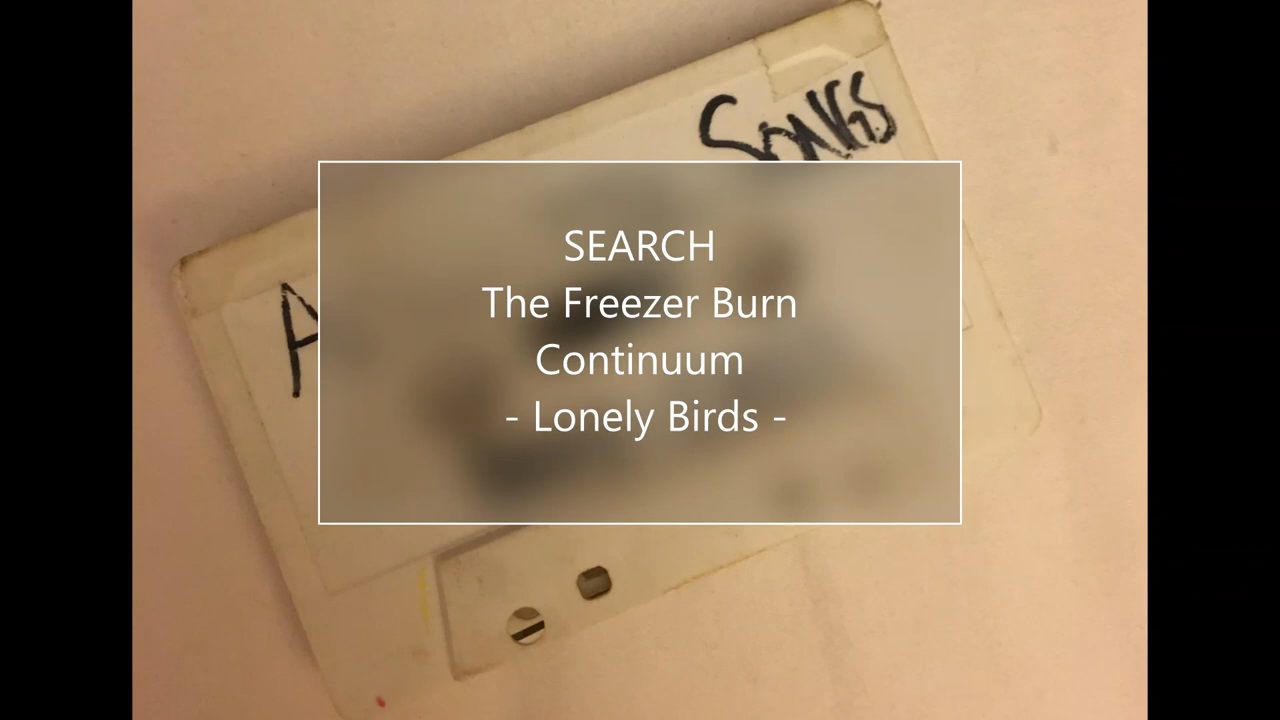 SONGS
A
SEARCH
The Freezer Burn
Continuum
- Lonely Birds -